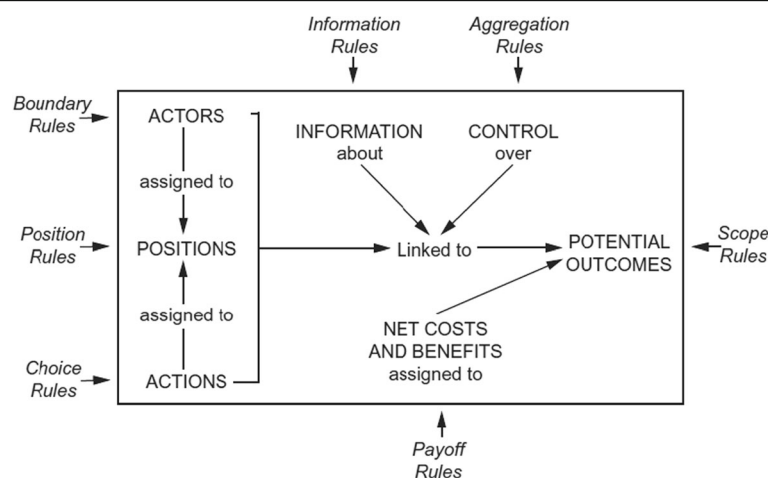 Information
Rules
Aggregation
Rules
Boundary
Rules
ACTORS
INFORMATION
about
CONTROL
over
assigned to
Position
Rules
POSITIONS
Linked to
POTENTIAL
OUTCOMES
Scope
Rules
assigned to
NET COSTS
AND BENEFITS
assigned to
Choice
Rules
ACTIONS
Payoff
Rules